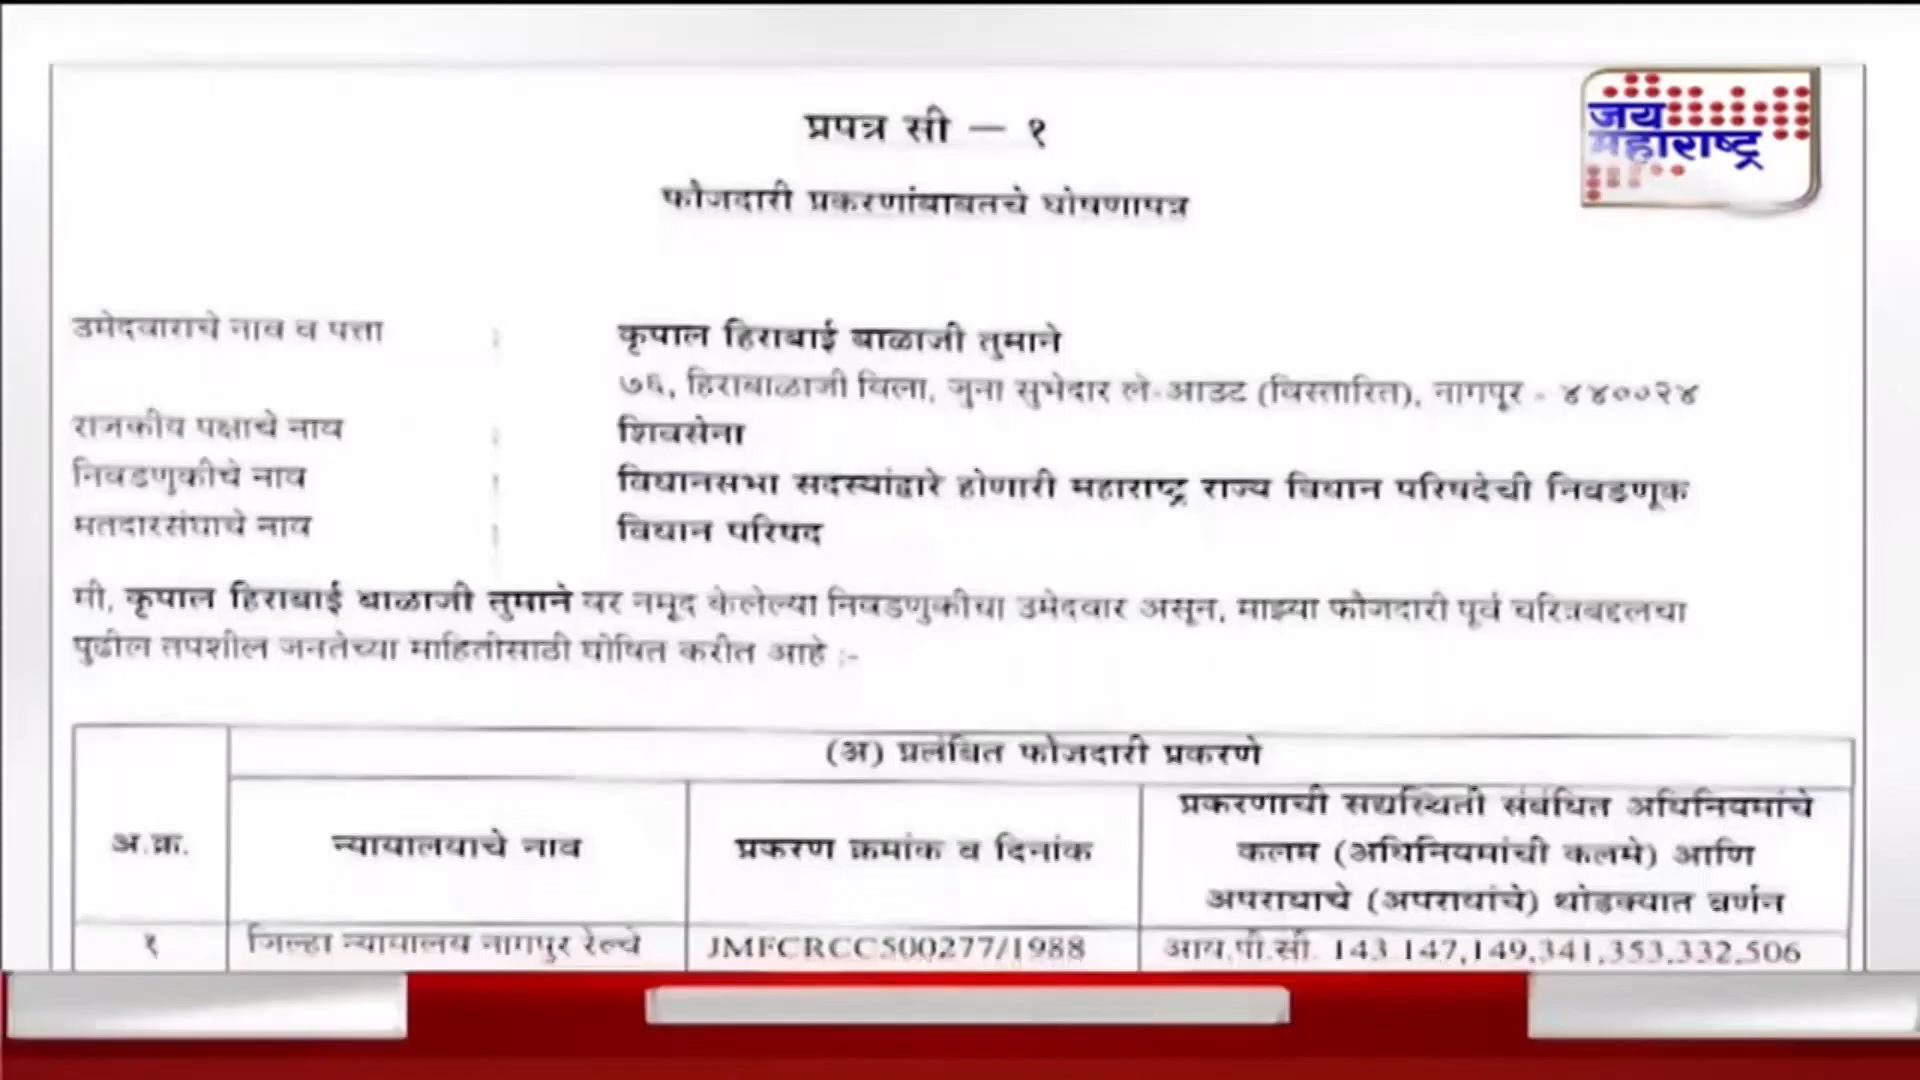 जय
महाराष्ट्र
प्रपत्र सी – १
फौजदारी प्रकरणांबाबतचे घोषणापत्र
उमेदवाराचे नाव व पत्ता : कृपाल हिराबाई बाळाजी तुमाने
७६, हिराबाळाजी विला, जुना सुभेदार ले-आउट (विस्तारित), नागपूर - ४४००२४
राजकीय पक्षाचे नाव : शिवसेना
निवडणुकीचे नाव : विधानसभा सदस्यांद्वारे होणारी महाराष्ट्र राज्य विधान परिषदेची निवडणूक
मतदारसंघाचे नाव : विधान परिषद
मी, कृपाल हिराबाई बाळाजी तुमाने वर नमूद केलेल्या निवडणुकीचा उमेदवार असून, माझ्या फौजदारी पूर्व चरित्रबद्दलचा
पुढील तपशील जनतेच्या माहितीसाठी घोषित करीत आहे :-
(अ) प्रलंबित फौजदारी प्रकरणे
अ.क्र. न्यायालयाचे नाव प्रकरण क्रमांक व दिनांक प्रकरणाची सद्यस्थिती संबंधित अधिनियमांचे
कलम (अधिनियमांची कलमे) आणि
अपराधाचे (अपराधांचे) थोडक्यात वर्णन
१ जिल्हा न्यायालय नागपुर रेल्वे JMFCRCC500277/1988 आय.पी.सी. 143 147,149,341,353,332,506